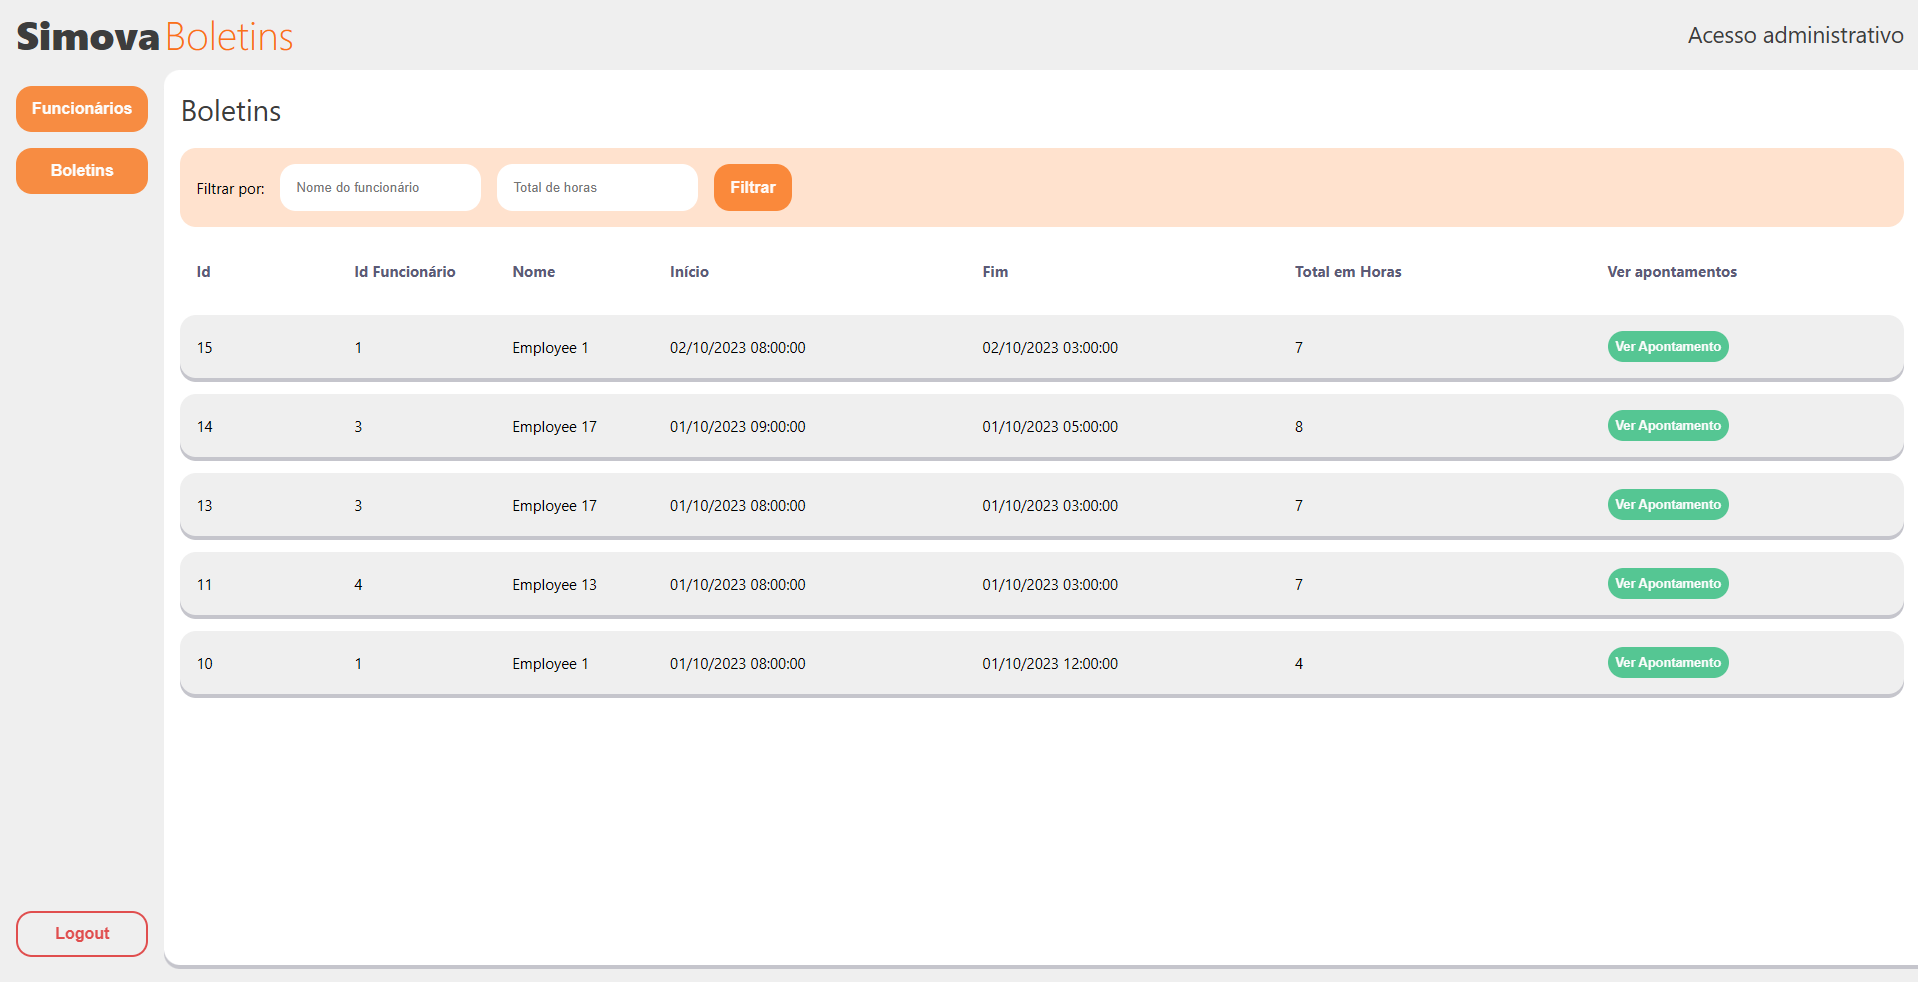 Simova Boletins
Acesso administrativo
Funcionários
Boletins
Logout
Boletins
Filtrar por: Nome do funcionário Total de horas Filtrar
Id Id Funcionário Nome Início Fim Total em Horas Ver apontamentos
15 1 Employee 1 02/10/2023 08:00:00 02/10/2023 03:00:00 7 Ver Apontamento
14 3 Employee 17 01/10/2023 09:00:00 01/10/2023 05:00:00 8 Ver Apontamento
13 3 Employee 17 01/10/2023 08:00:00 01/10/2023 03:00:00 7 Ver Apontamento
11 4 Employee 13 01/10/2023 08:00:00 01/10/2023 03:00:00 7 Ver Apontamento
10 1 Employee 1 01/10/2023 08:00:00 01/10/2023 12:00:00 4 Ver Apontamento